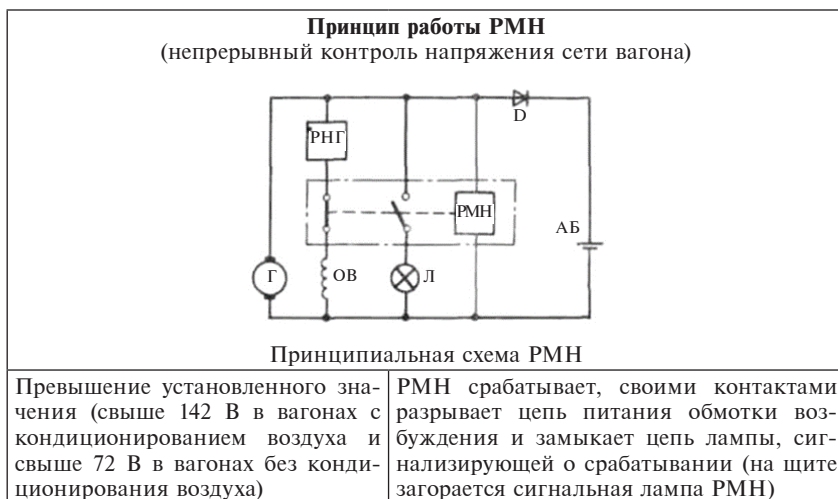 Принцип работы РМН
(непрерывный контроль напряжения сети вагона)
D
РНГ
РМН
АБ
Г
ОВ
Л
Принципиальная схема РМН
Превышение установленного зна-
чения (свыше 142 В в вагонах с
кондиционированием воздуха и
свыше 72 В в вагонах без конди-
ционирования воздуха)
РМН срабатывает, своими контактами
разрывает цепь питания обмотки воз-
буждения и замыкает цепь лампы, сиг-
нализирующей о срабатывании (на щите
загорается сигнальная лампа РМН)